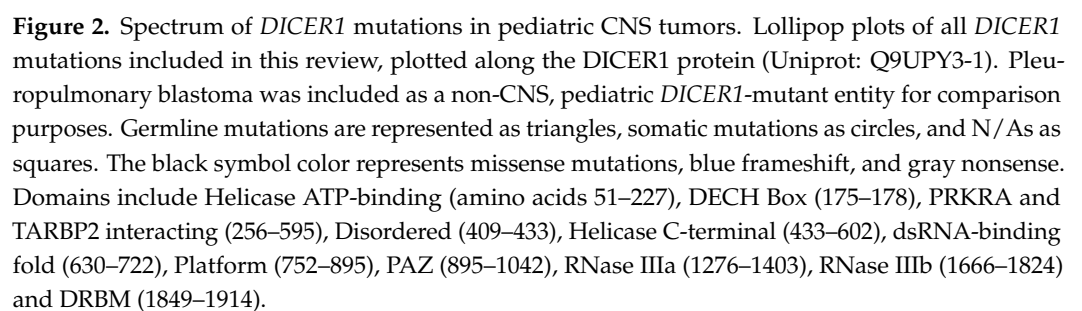 Figure 2. Spectrum of DICER1 mutations in pediatric CNS tumors. Lollipop plots of all DICER1
mutations included in this review, plotted along the DICER1 protein (Uniprot: Q9UPY3-1). Pleu-
ropulmonary blastoma was included as a non-CNS, pediatric DICER1-mutant entity for comparison
purposes. Germline mutations are represented as triangles, somatic mutations as circles, and N/As as
squares. The black symbol color represents missense mutations, blue frameshift, and gray nonsense.
Domains include Helicase ATP-binding (amino acids 51–227), DECH Box (175–178), PRKRA and
TARBP2 interacting (256–595), Disordered (409–433), Helicase C-terminal (433–602), dsRNA-binding
fold (630–722), Platform (752–895), PAZ (895–1042), RNase IIIa (1276–1403), RNase IIIb (1666–1824)
and DRBM (1849–1914).